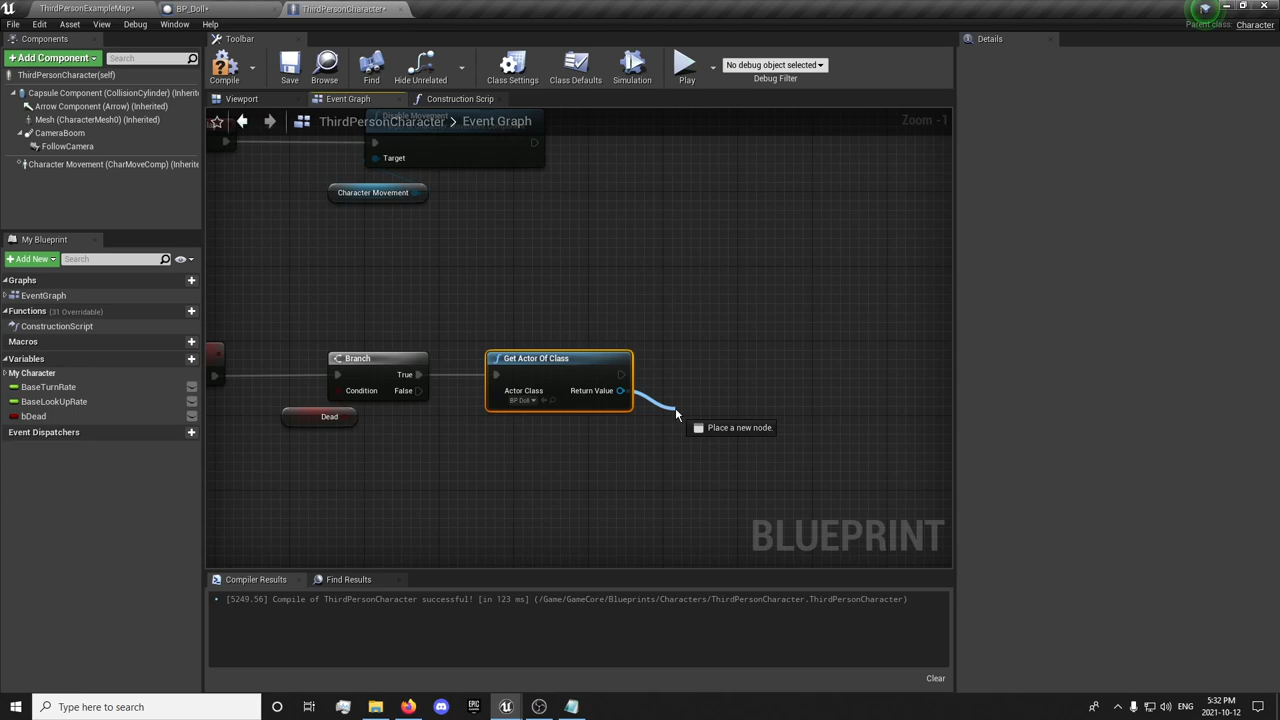 ThirdPersonExampleMap*
BP_Doll*
ThirdPersonCharacter*
File Edit Asset View Debug Window Help
Parent class: Character
Components
Toolbar
Details
+Add Component
Search
ThirdPersonCharacter(self)
Capsule Component (CollisionCylinder) (Inherit
Arrow Component (Arrow) (Inherited)
Mesh (CharacterMesh0) (Inherited)
CameraBoom
FollowCamera
Character Movement (CharMoveComp) (Inherite
Compile
Save
Browse
Find
Hide Unrelated
Class Settings
Class Defaults
Simulation
Play
No debug object selected
Debug Filter
Viewport
Event Graph
Construction Scrip
ThirdPersonCharacter > Event Graph
Zoom -1
Disable Movement
Target
Character Movement
My Blueprint
+Add New
Search
Graphs
EventGraph
Functions (31 Overridable)
ConstructionScript
Macros
Variables
My Character
BaseTurnRate
BaseLookUpRate
bDead
Event Dispatchers
Branch
True
Condition
False
Dead
Get Actor Of Class
Actor Class
BP Doll
Return Value
Place a new node.
BLUEPRINT
Compiler Results
Find Results
[5249.56] Compile of ThirdPersonCharacter successful! [in 123 ms] (/Game/GameCore/Blueprints/Characters/ThirdPersonCharacter.ThirdPersonCharacter)
Clear
Type here to search
EPIC
5:32 PM
2021-10-12